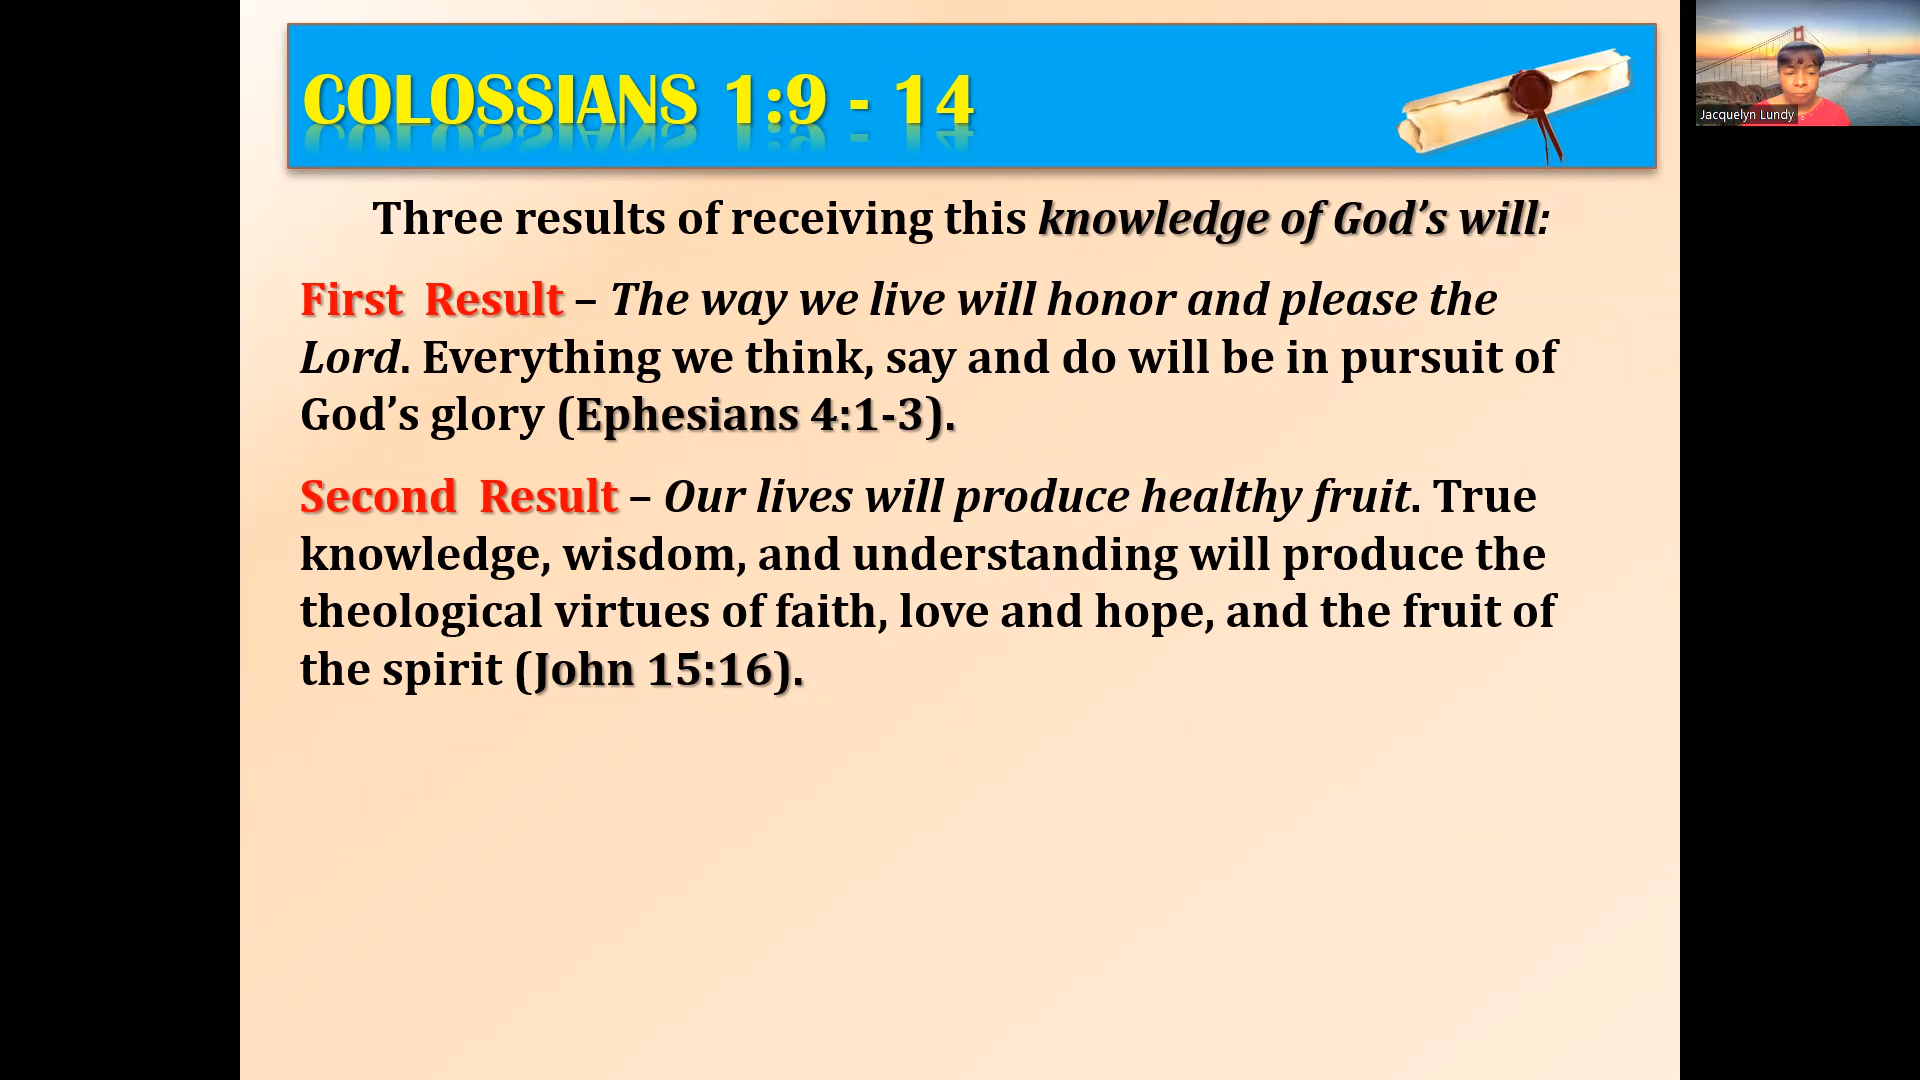 COLOSSIANS 1:9 - 14
Jacquelyn Lundy
Three results of receiving this knowledge of God’s will:
First Result – The way we live will honor and please the
Lord. Everything we think, say and do will be in pursuit of
God’s glory (Ephesians 4:1-3).
Second Result – Our lives will produce healthy fruit. True
knowledge, wisdom, and understanding will produce the
theological virtues of faith, love and hope, and the fruit of
the spirit (John 15:16).